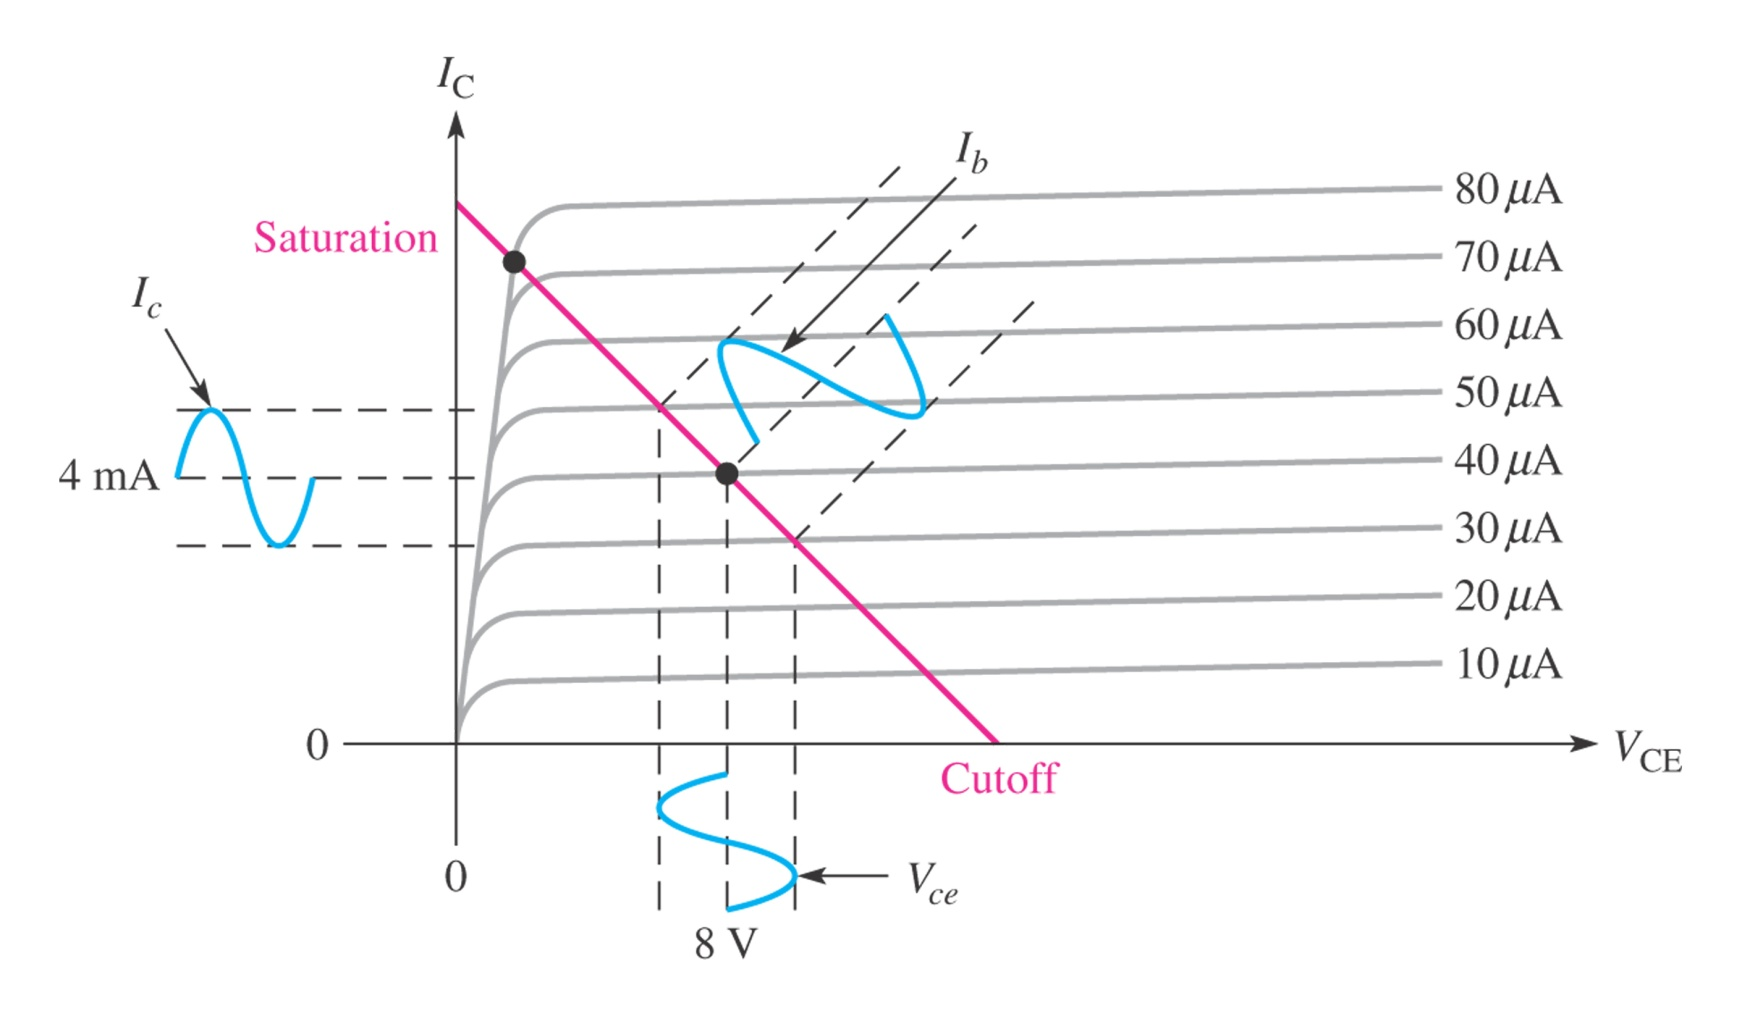 I_C
I_b
80 μA
Saturation
70 μA
I_c
60 μA
50 μA
4 mA
40 μA
30 μA
20 μA
10 μA
0
V_CE
Cutoff
0
V_ce
8 V